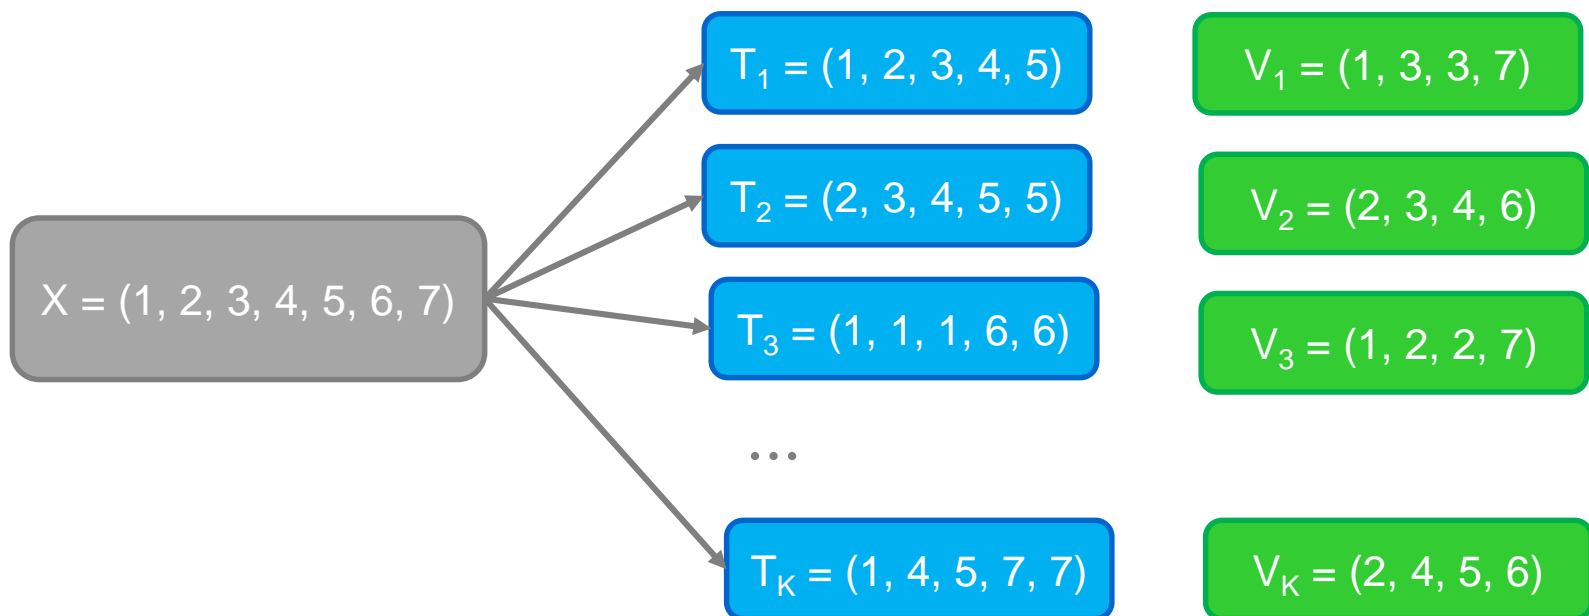 T₁ = (1, 2, 3, 4, 5)
V₁ = (1, 3, 3, 7)
T₂ = (2, 3, 4, 5, 5)
V₂ = (2, 3, 4, 6)
X = (1, 2, 3, 4, 5, 6, 7)
T₃ = (1, 1, 1, 6, 6)
V₃ = (1, 2, 2, 7)
...
T_K = (1, 4, 5, 7, 7)
V_K = (2, 4, 5, 6)